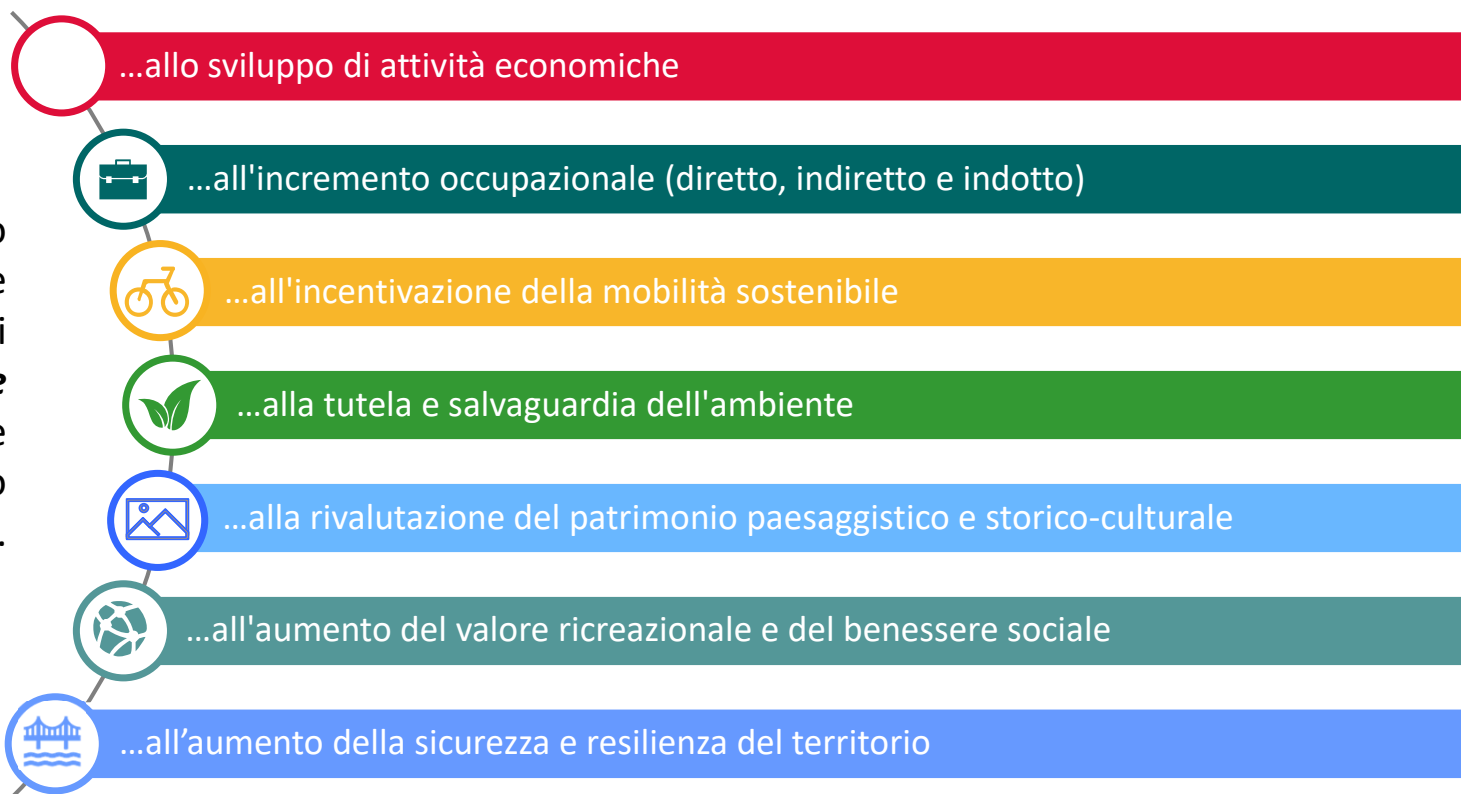 ...allo sviluppo di attività economiche
...all'incremento occupazionale (diretto, indiretto e indotto)
...all'incentivazione della mobilità sostenibile
...alla tutela e salvaguardia dell'ambiente
...alla rivalutazione del patrimonio paesaggistico e storico-culturale
...all'aumento del valore ricreazionale e del benessere sociale
...all’aumento della sicurezza e resilienza del territorio